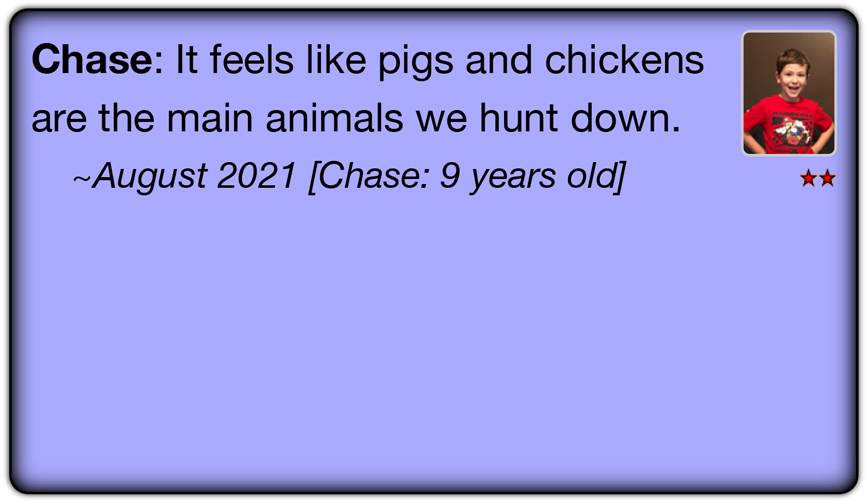 Chase: It feels like pigs and chickens
are the main animals we hunt down.
~August 2021 [Chase: 9 years old]